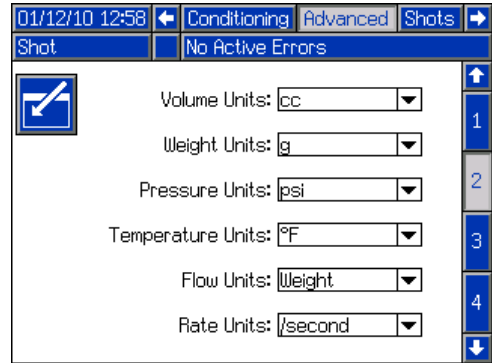 01/12/10 12:58 Conditioning Advanced Shots
Shot No Active Errors
Volume Units: cc
1
Weight Units: g
Pressure Units: psi
2
Temperature Units: °F
3
Flow Units: Weight
4
Rate Units: /second